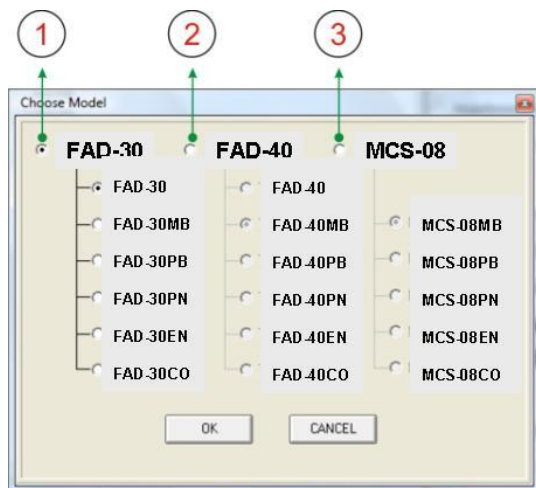 1 2 3
Choose Model
FAD-30 FAD-40 MCS-08
FAD-30 FAD-40
FAD-30MB FAD-40MB MCS-08MB
FAD-30PB FAD-40PB MCS-08PB
FAD-30PN FAD-40PN MCS-08PN
FAD-30EN FAD-40EN MCS-08EN
FAD-30CO FAD-40CO MCS-08CO
OK CANCEL